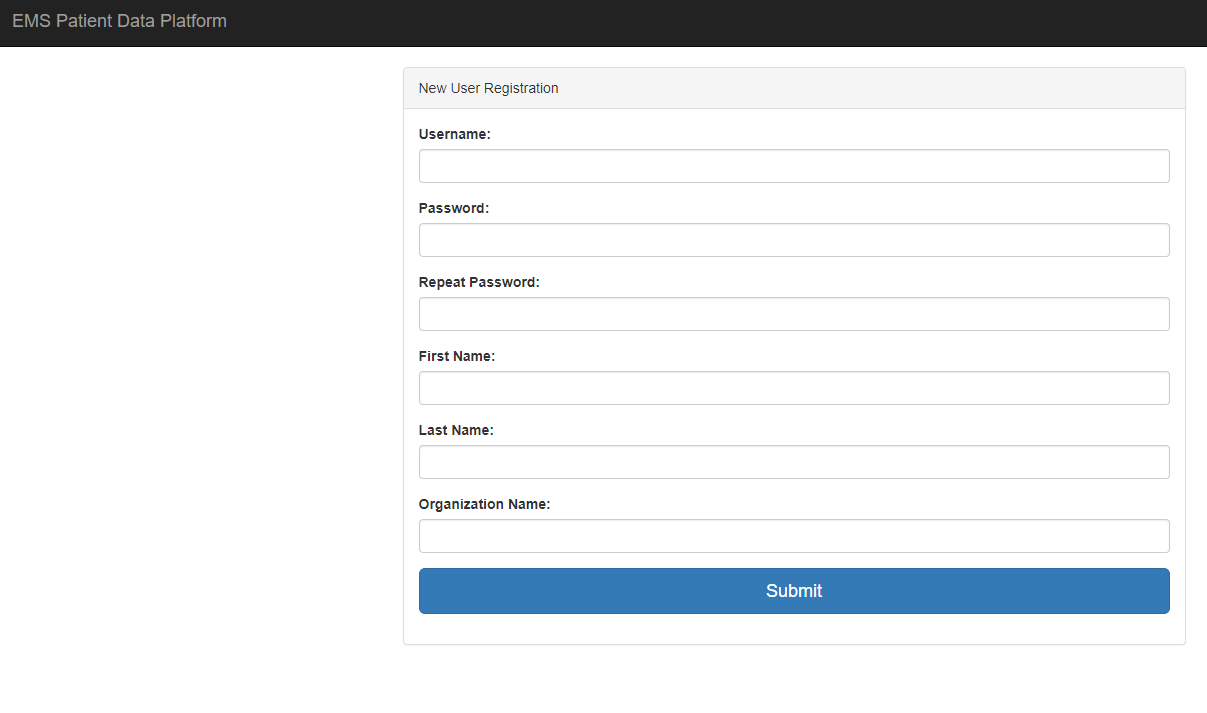 EMS Patient Data Platform
New User Registration
Username:
Password:
Repeat Password:
First Name:
Last Name:
Organization Name:
Submit